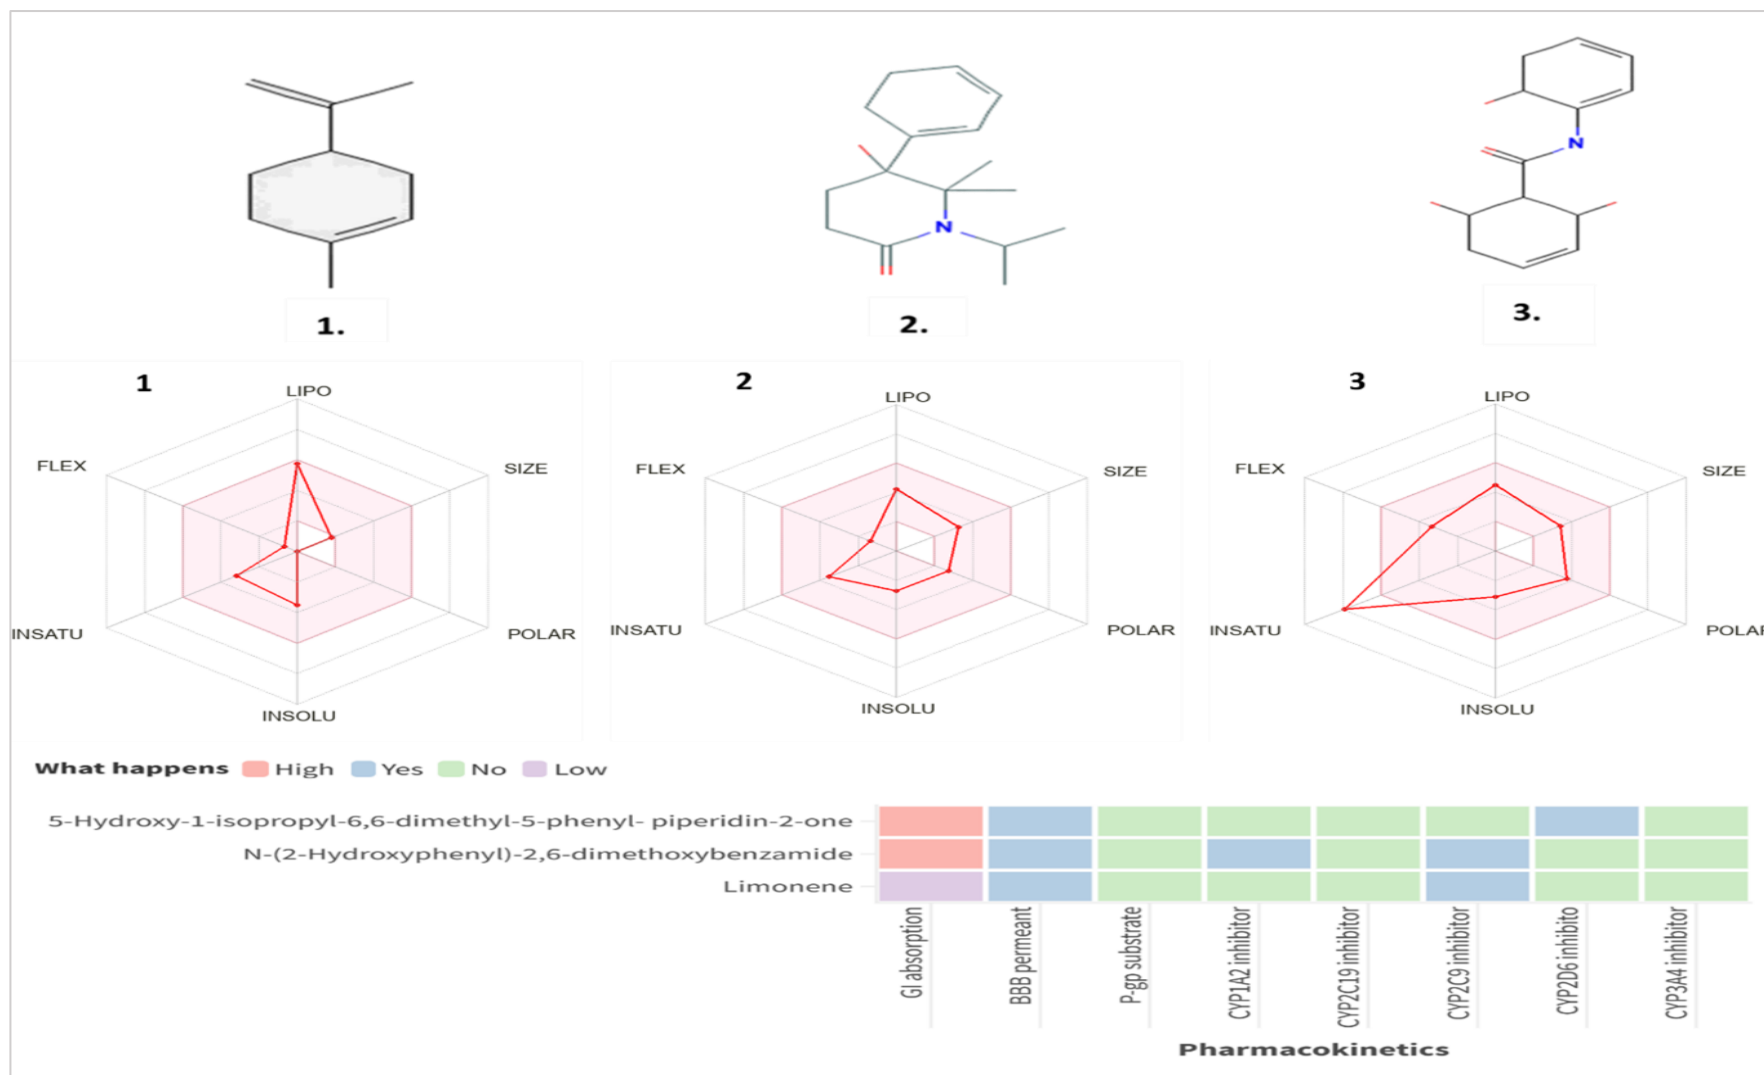 N
N
N
1.
2.
3.
1
LIPO
FLEX
SIZE
INSATU
POLAR
INSOLU
2
LIPO
FLEX
SIZE
INSATU
POLAR
INSOLU
3
LIPO
FLEX
SIZE
INSATU
POLAR
INSOLU
What happens High Yes No Low
5-Hydroxy-1-isopropyl-6,6-dimethyl-5-phenyl- piperidin-2-one
N-(2-Hydroxyphenyl)-2,6-dimethoxybenzamide
Limonene
GI absorption
BBB permeant
P-gp substrate
CYP1A2 inhibitor
CYP2C19 inhibitor
CYP2C9 inhibitor
CYP2D6 inhibito
CYP3A4 inhibitor
Pharmacokinetics